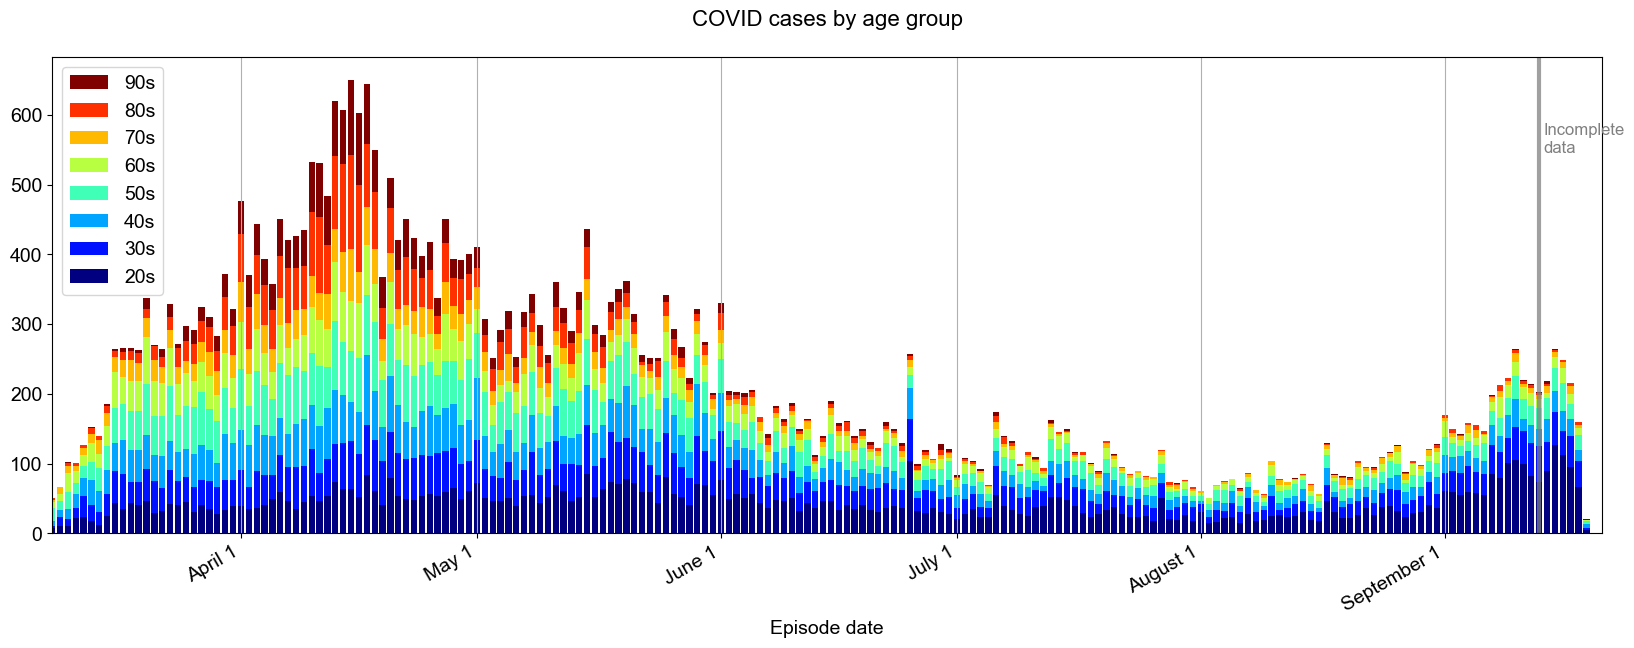 COVID cases by age group
600
500
400
300
200
100
0
90s
80s
70s
60s
50s
40s
30s
20s
Incomplete
data
April 1
May 1
June 1
July 1
August 1
September 1
Episode date